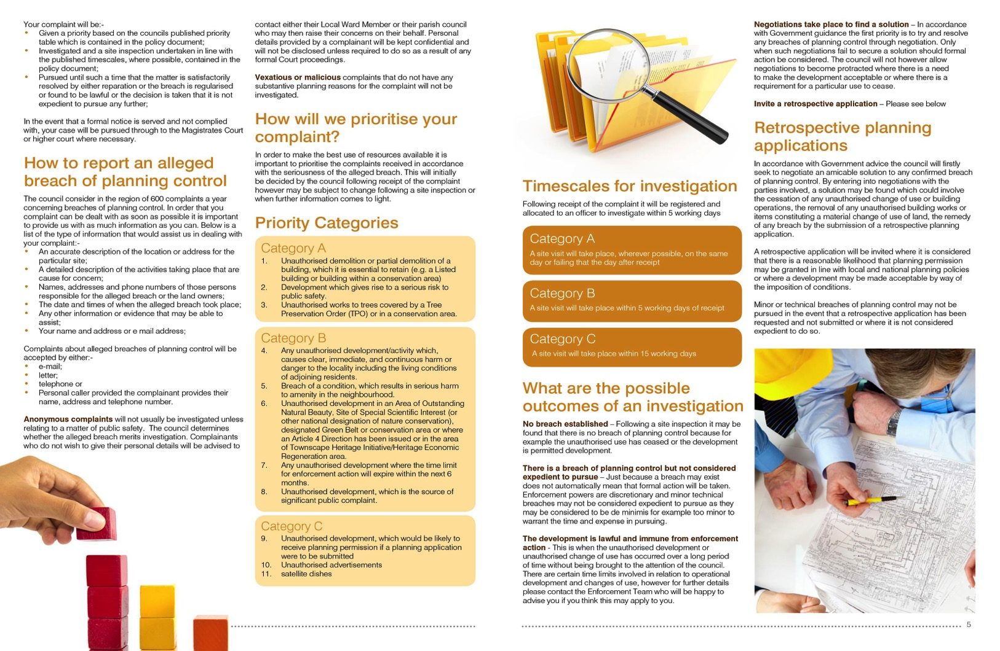 Your complaint will be:-
• Given a priority based on the councils published priority
table which is contained in the policy document;
• Investigated and a site inspection undertaken in line with
the published timescales, where possible, contained in the
policy document;
• Pursued until such a time that the matter is satisfactorily
resolved by either reparation or the breach is regularised
or found to be lawful or the decision is taken that it is not
expedient to pursue any further;
In the event that a formal notice is served and not complied
with, your case will be pursued through to the Magistrates Court
or higher court where necessary.
How to report an alleged
breach of planning control
The council consider in the region of 600 complaints a year
concerning breaches of planning control. In order that you
complaint can be dealt with as soon as possible it is important
to provide us with as much information as you can. Below is a
list of the type of information that would assist us in dealing with
your complaint:-
• An accurate description of the location or address for the
particular site;
• A detailed description of the activities taking place that are
cause for concern;
• Names, addresses and phone numbers of those persons
responsible for the alleged breach or the land owners;
• The date and times of when the alleged breach took place;
• Any other information or evidence that may be able to
assist;
• Your name and address or e mail address;
Complaints about alleged breaches of planning control will be
accepted by either:-
• e-mail;
• letter;
• telephone or
• Personal caller provided the complainant provides their
name, address and telephone number.
Anonymous complaints will not usually be investigated unless
relating to a matter of public safety. The council determines
whether the alleged breach merits investigation. Complainants
who do not wish to give their personal details will be advised to
contact either their Local Ward Member or their parish council
who may then raise their concerns on their behalf. Personal
details provided by a complainant will be kept confidential and
will not be disclosed unless required to do so as a result of any
formal Court proceedings.
Vexatious or malicious complaints that do not have any
substantive planning reasons for the complaint will not be
investigated.
How will we prioritise your
complaint?
In order to make the best use of resources available it is
important to prioritise the complaints received in accordance
with the seriousness of the alleged breach. This will initially
be decided by the council following receipt of the complaint
however may be subject to change following a site inspection or
when further information comes to light.
Priority Categories
Category A
1. Unauthorised demolition or partial demolition of a
building, which it is essential to retain (e.g. a Listed
building or building within a conservation area)
2. Development which gives rise to a serious risk to
public safety.
3. Unauthorised works to trees covered by a Tree
Preservation Order (TPO) or in a conservation area.
Category B
4. Any unauthorised development/activity which,
causes clear, immediate, and continuous harm or
danger to the locality including the living conditions
of adjoining residents.
5. Breach of a condition, which results in serious harm
to amenity in the neighbourhood.
6. Unauthorised development in an Area of Outstanding
Natural Beauty, Site of Special Scientific Interest (or
other national designation of nature conservation),
designated Green Belt or conservation area or where
an Article 4 Direction has been issued or in the area
of Townscape Heritage Initiative/Heritage Economic
Regeneration area.
7. Any unauthorised development where the time limit
for enforcement action will expire within the next 6
months.
8. Unauthorised development, which is the source of
significant public complaint.
Category C
9. Unauthorised development, which would be likely to
receive planning permission if a planning application
were to be submitted
10. Unauthorised advertisements
11. satellite dishes
Timescales for investigation
Following receipt of the complaint it will be registered and
allocated to an officer to investigate within 5 working days
Category A
A site visit will take place, wherever possible, on the same
day or failing that the day after receipt
Category B
A site visit will take place within 5 working days of receipt
Category C
A site visit will take place within 15 working days
What are the possible
outcomes of an investigation
No breach established – Following a site inspection it may be
found that there is no breach of planning control because for
example the unauthorised use has ceased or the development
is permitted development.
There is a breach of planning control but not considered
expedient to pursue – Just because a breach may exist
does not automatically mean that formal action will be taken.
Enforcement powers are discretionary and minor technical
breaches may not be considered expedient to pursue as they
may be considered to be de minimis for example too minor to
warrant the time and expense in pursuing.
The development is lawful and immune from enforcement
action - This is when the unauthorised development or
unauthorised change of use has occurred over a long period
of time without being brought to the attention of the council.
There are certain time limits involved in relation to operational
development and changes of use, however for further details
please contact the Enforcement Team who will be happy to
advise you if you think this may apply to you.
Negotiations take place to find a solution – In accordance
with Government guidance the first priority is to try and resolve
any breaches of planning control through negotiation. Only
when such negotiations fail to secure a solution should formal
action be considered. The council will not however allow
negotiations to become protracted where there is a need
to make the development acceptable or where there is a
requirement for a particular use to cease.
Invite a retrospective application – Please see below
Retrospective planning
applications
In accordance with Government advice the council will firstly
seek to negotiate an amicable solution to any confirmed breach
of planning control. By entering into negotiations with the
parties involved, a solution may be found which could involve
the cessation of any unauthorised change of use or building
operations, the removal of any unauthorised building works or
items constituting a material change of use of land, the remedy
of any breach by the submission of a retrospective planning
application.
A retrospective application will be invited where it is considered
that there is a reasonable likelihood that planning permission
may be granted in line with local and national planning policies
or where a development may be made acceptable by way of
the imposition of conditions.
Minor or technical breaches of planning control may not be
pursued in the event that a retrospective application has been
requested and not submitted or where it is not considered
expedient to do so.
5